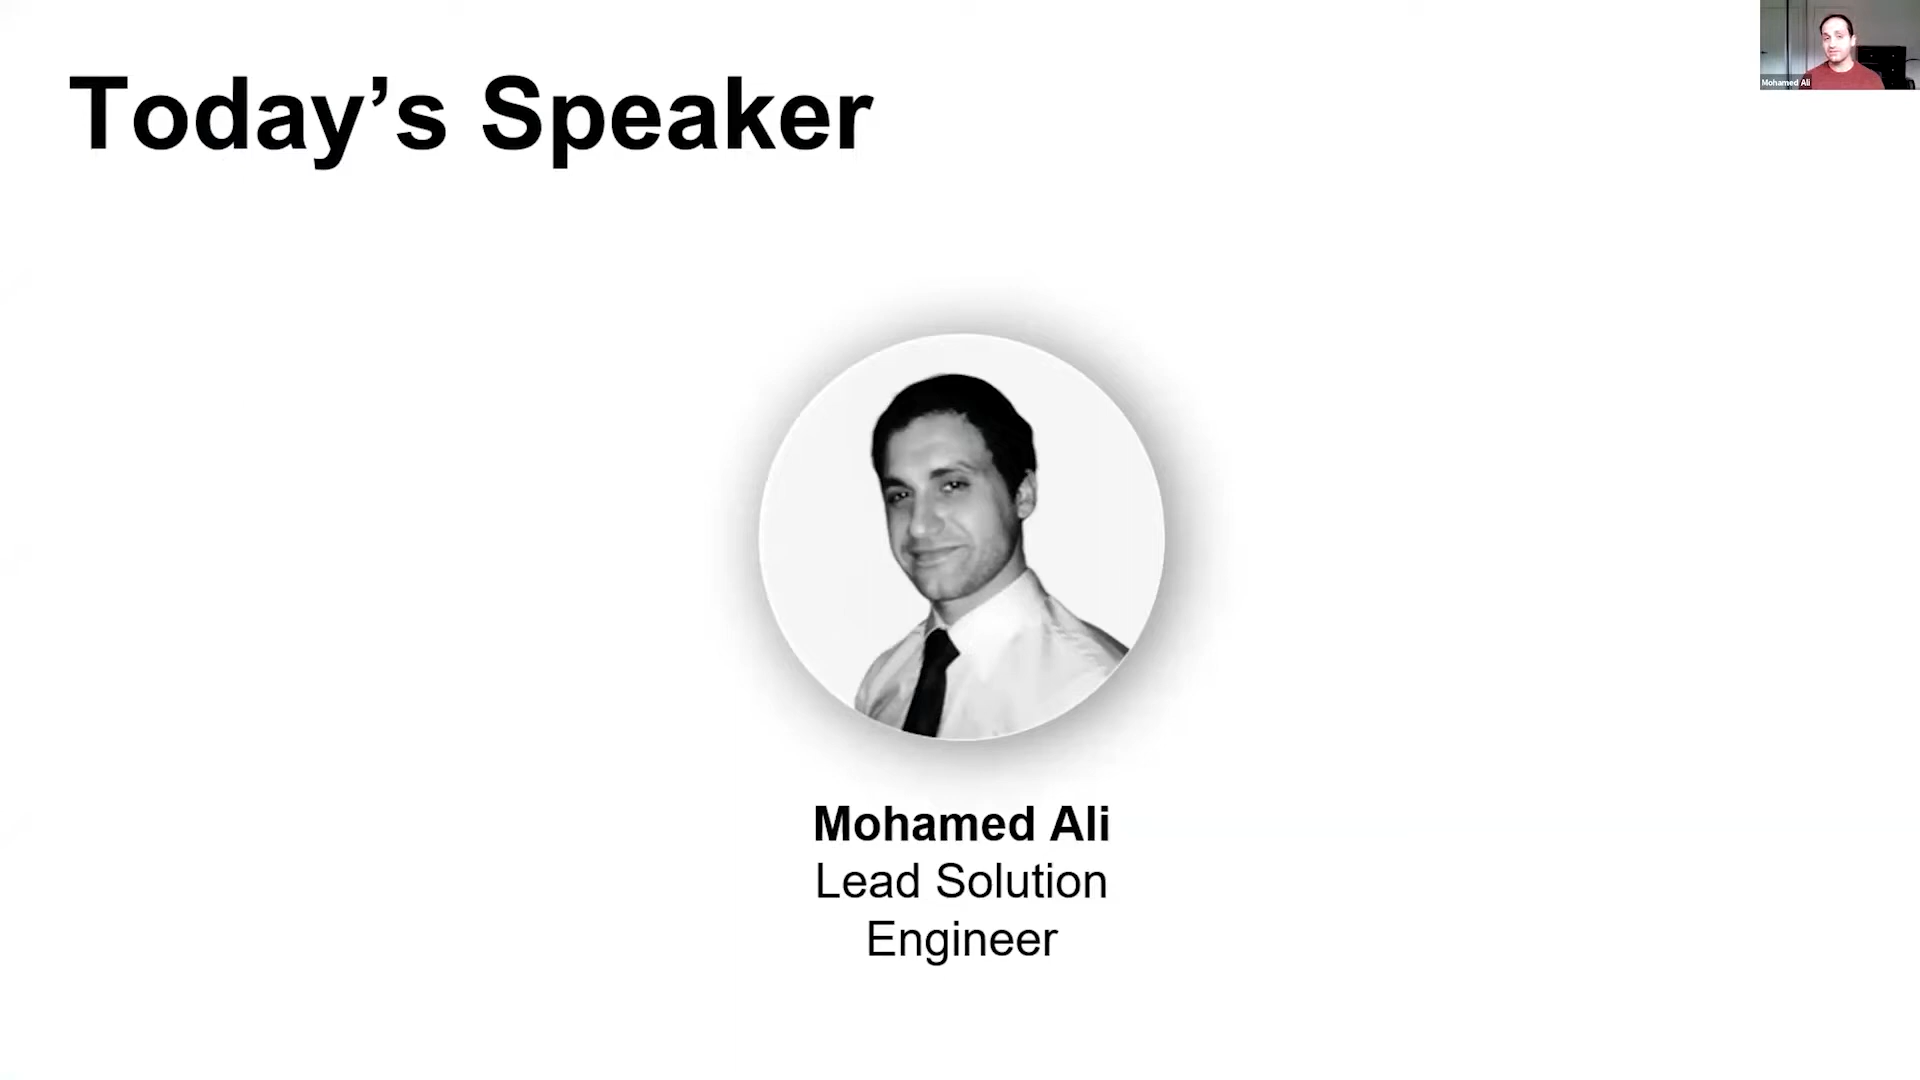 Today’s Speaker
Mohamed Ali
Mohamed Ali
Lead Solution
Engineer